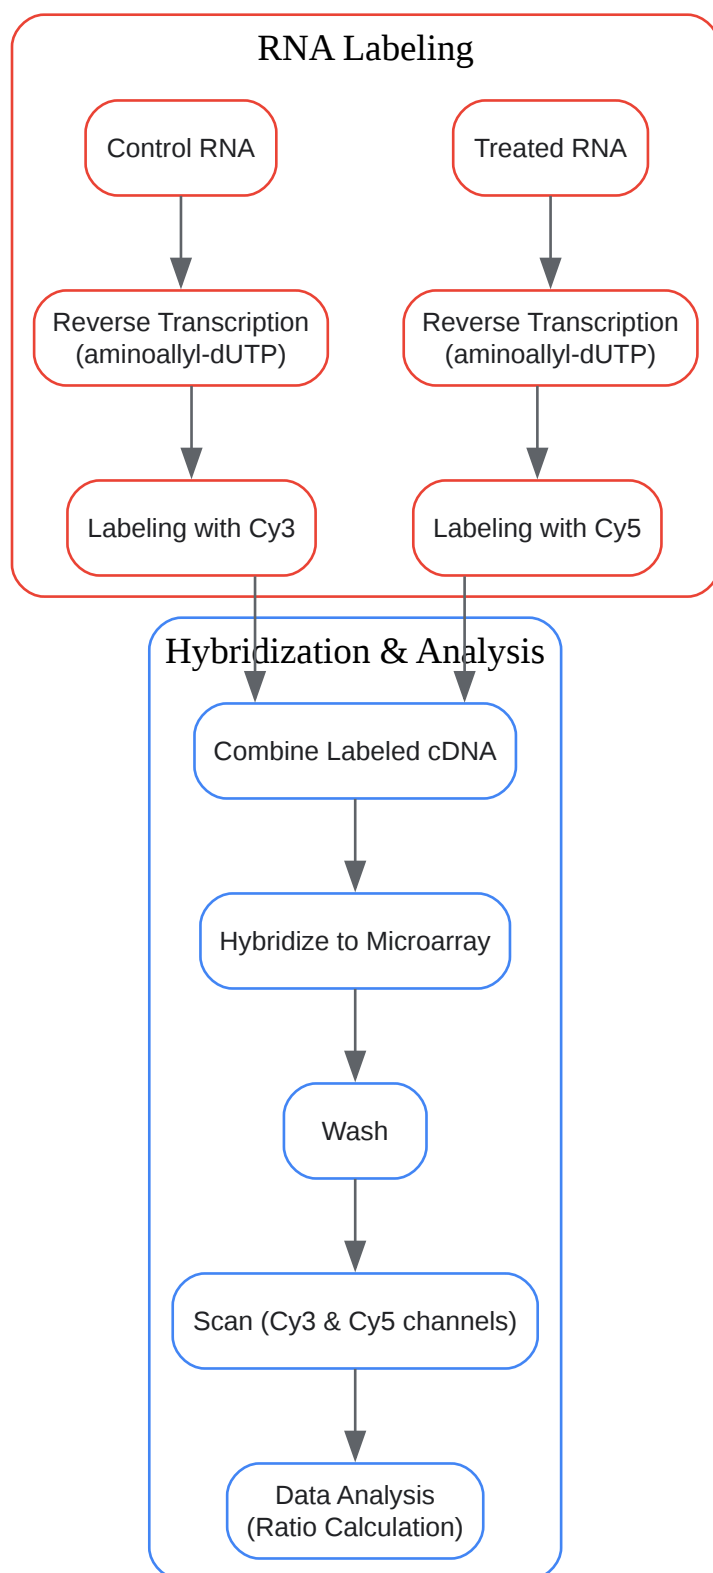 RNA Labeling
Control RNA
Treated RNA
Reverse Transcription
(aminoallyl-dUTP)
Reverse Transcription
(aminoallyl-dUTP)
Labeling with Cy3
Labeling with Cy5
Hybridization & Analysis
Combine Labeled cDNA
Hybridize to Microarray
Wash
Scan (Cy3 & Cy5 channels)
Data Analysis
(Ratio Calculation)